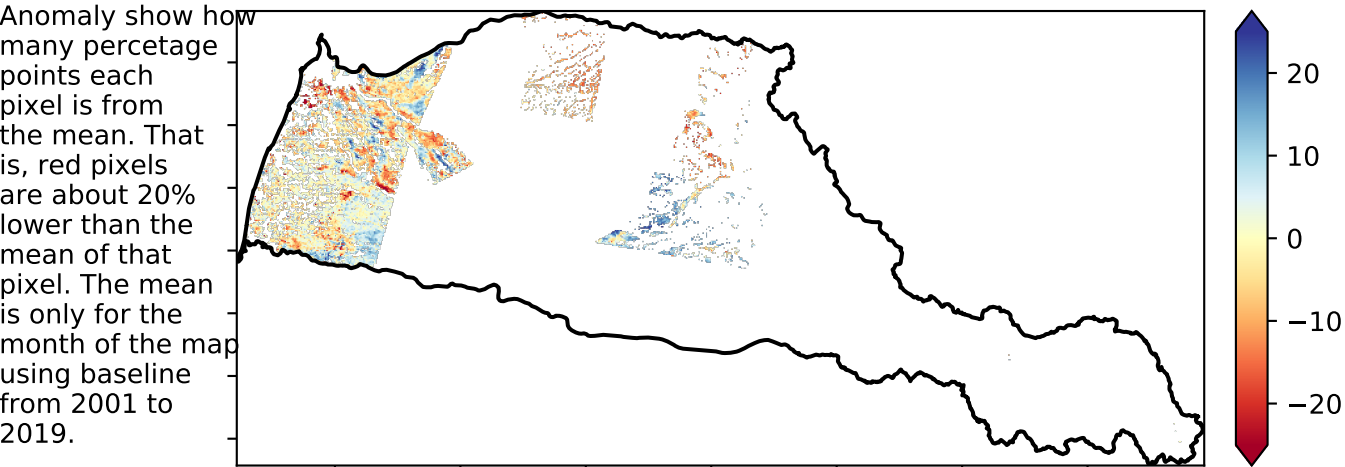 Anomaly show how
many percetage
points each
pixel is from
the mean. That
is, red pixels
are about 20%
lower than the
mean of that
pixel. The mean
is only for the
month of the map
using baseline
from 2001 to
2019.
20
10
0
−10
−20